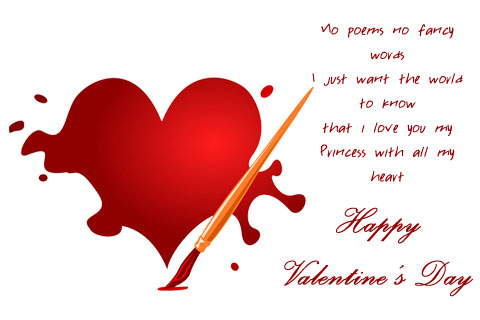 No poems no fancy
words
I just want the world
to know
that I love you my
Princess with all my
heart
Happy
Valentine's Day